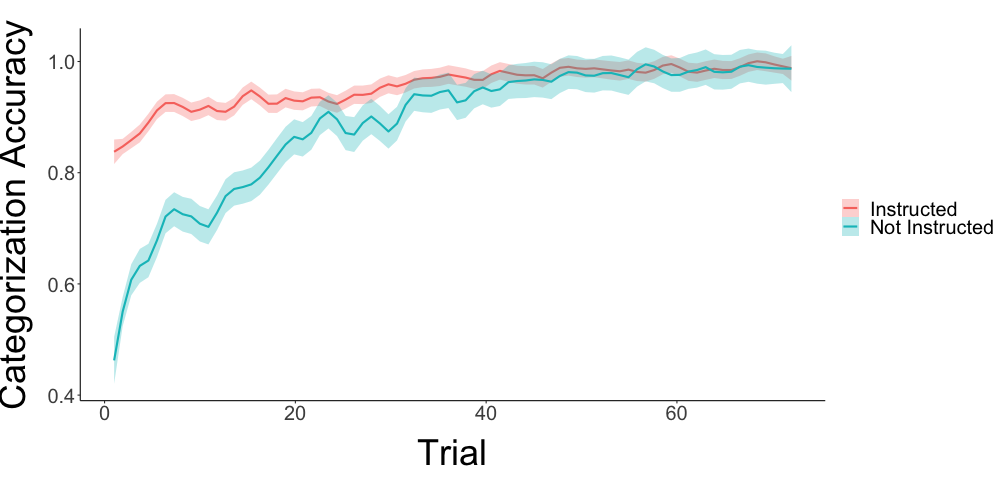 Categorization Accuracy
1.0
0.8
0.6
0.4
0 20 40 60
Trial
Instructed
Not Instructed